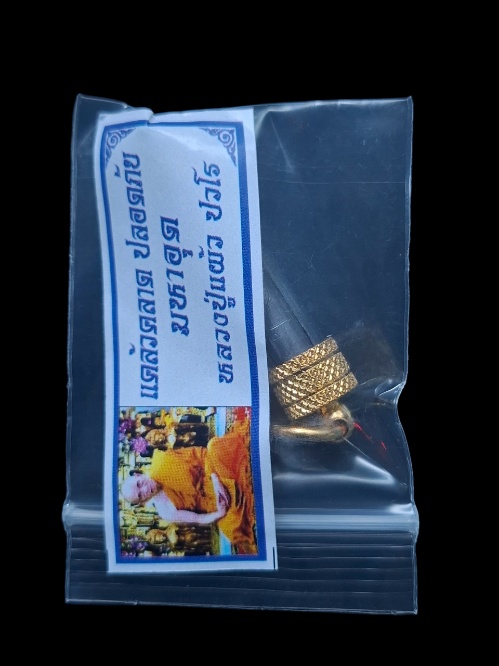 แคล้วคลาด ปลอดภัย
มหาอุด
หลวงปู่แผ้ว ปวโร